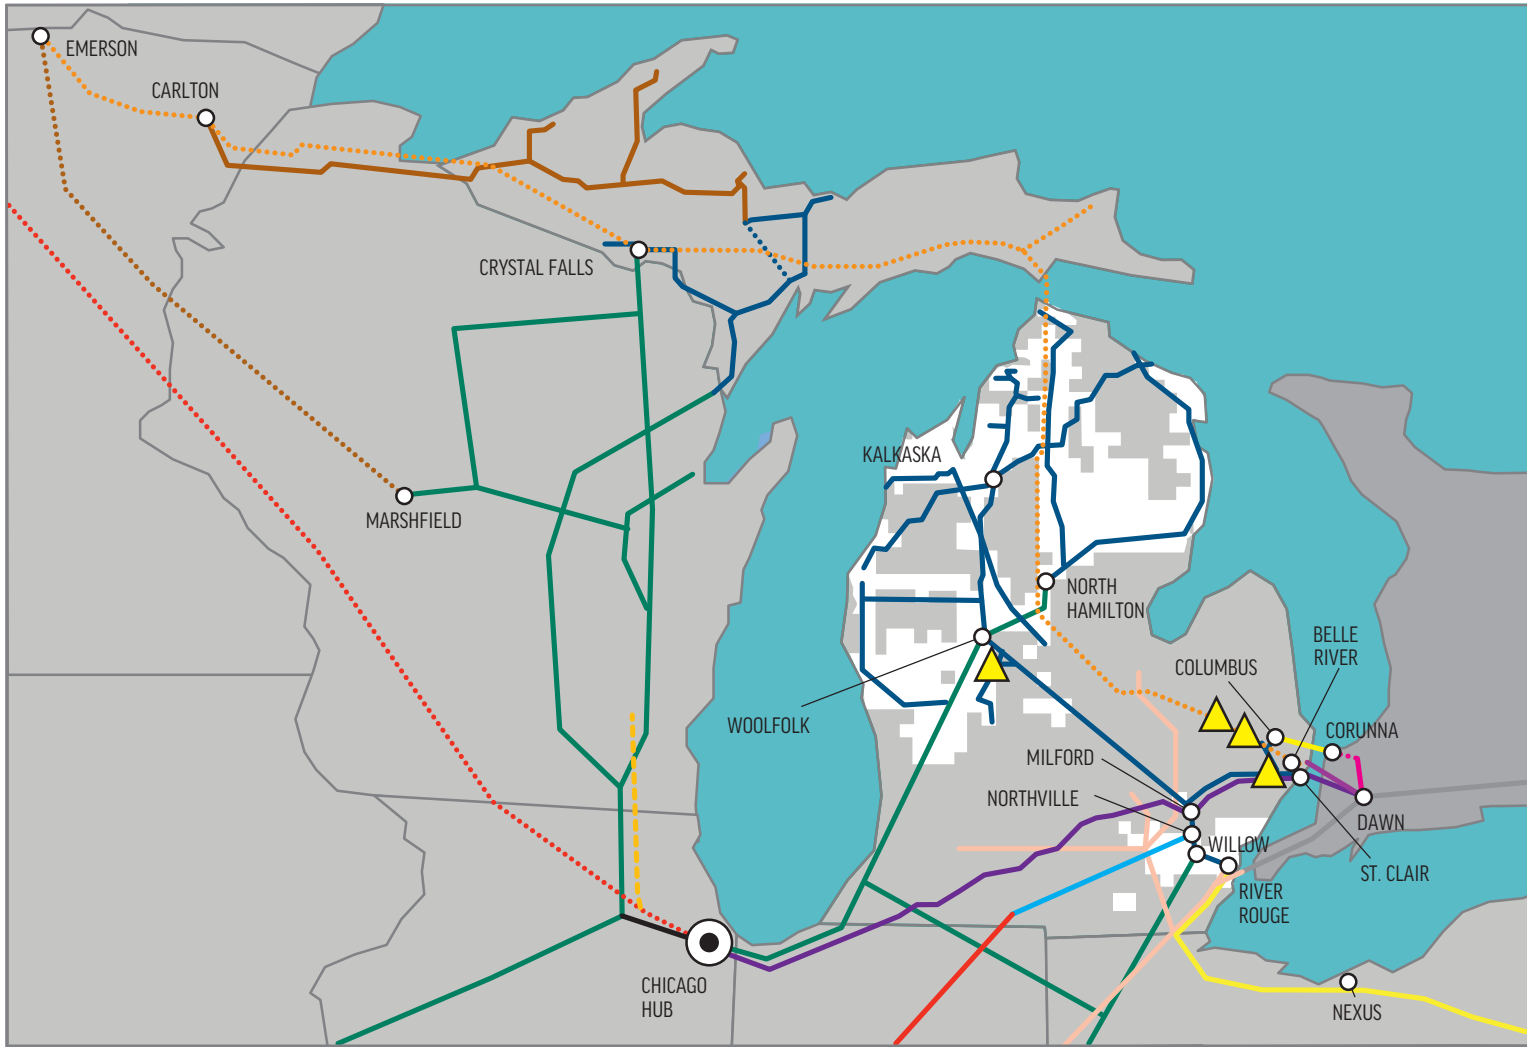 EMERSON
CARLTON
CRYSTAL FALLS
KALKASKA
MARSHFIELD
NORTH
HAMILTON
BELLE
RIVER
COLUMBUS
WOOLFOLK
CORUNNA
MILFORD
NORTHVILLE
DAWN
WILLOW
ST. CLAIR
RIVER
ROUGE
CHICAGO
HUB
NEXUS